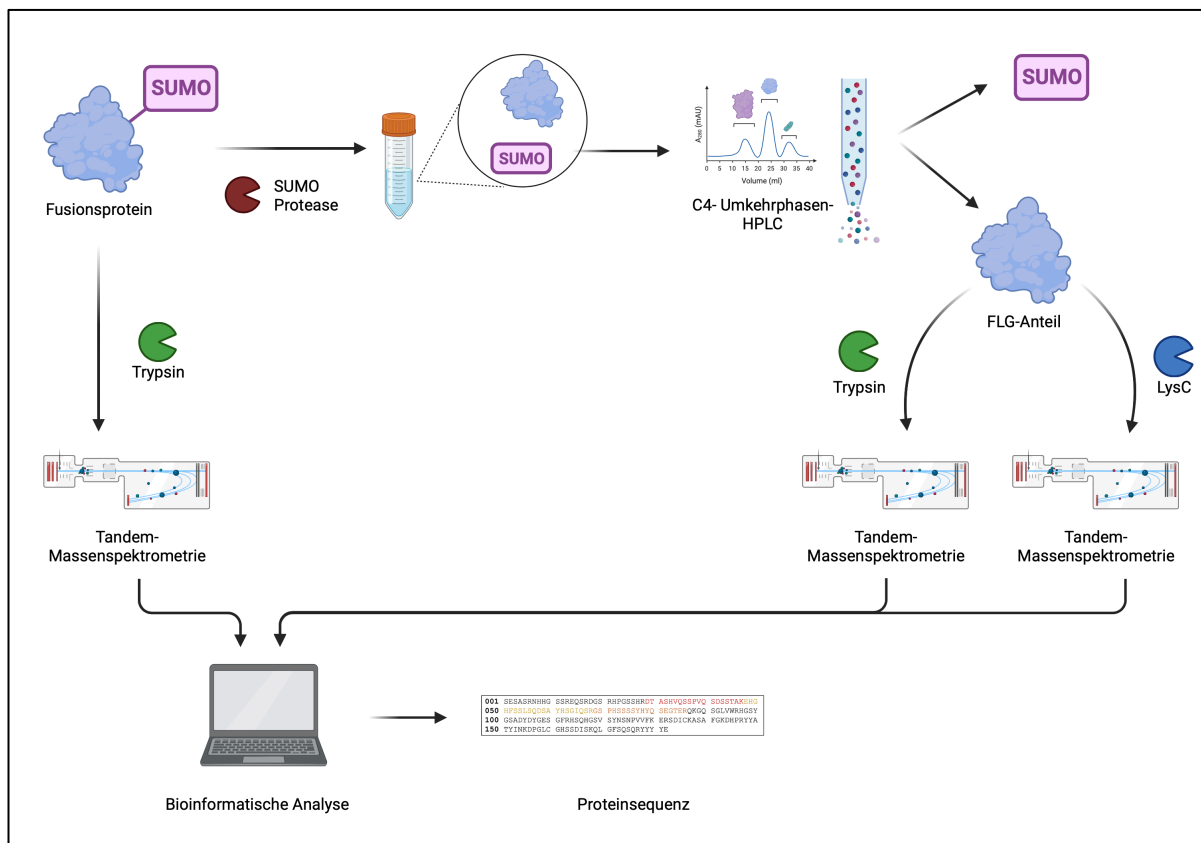 SUMO
Fusionsprotein
SUMO
Protease
SUMO
A280 (mAU)
0 5 10 15 20 25 30 35 40
Volume (ml)
C4- Umkehrphasen-
HPLC
SUMO
FLG-Anteil
Trypsin
Trypsin
LysC
Tandem-
Massenspektrometrie
Tandem-
Massenspektrometrie
Tandem-
Massenspektrometrie
001 SESASRNHHG SSREQSRDGS RHPGSSHRDT ASHVQSSPVQ SDSSTAKEHG
050 HFSSLSQDSA YHSGIQSRGS PHSSSSYHYQ SEGTERQKGQ SGLVWRHGSY
100 GSADYDYGES GFRHSQHGSV SYNSNPVVFK ERSDICKASA FGKDHPRYYA
150 TYINKDPGLC GHSSDISKQL GFSQSQRYYY YE
Bioinformatische Analyse
Proteinsequenz